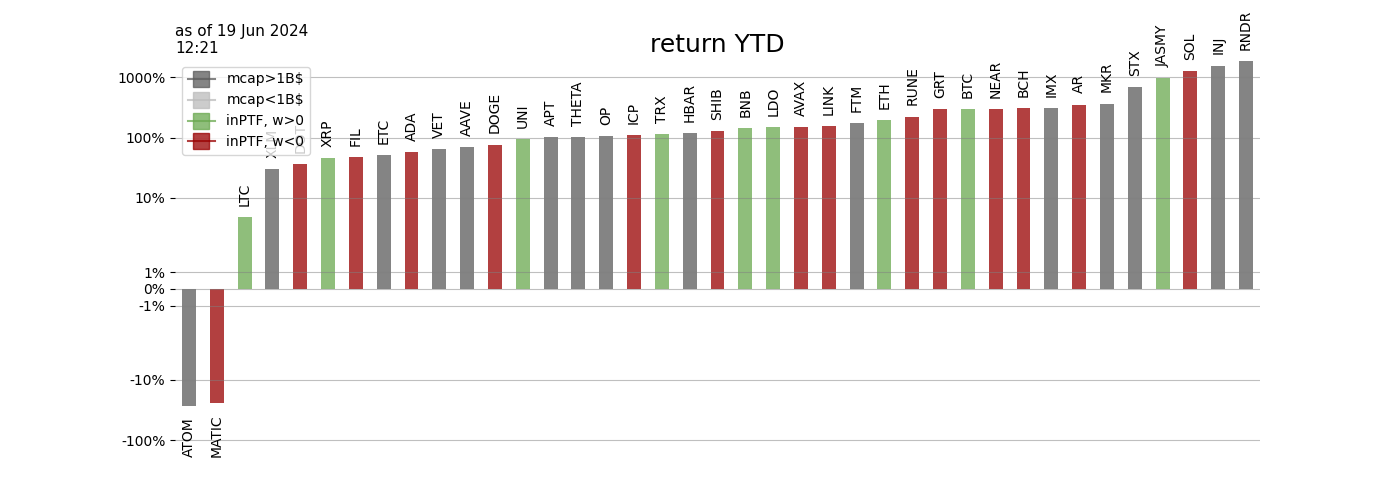 as of 19 Jun 2024
12:21
return YTD
mcap>1B$
mcap<1B$
inPTF, w>0
inPTF, w<0
1000%
100%
10%
1%
0%
-1%
-10%
-100%
ATOM
MATIC
LTC
XLM
DOT
XRP
FIL
ETC
ADA
VET
AAVE
DOGE
UNI
APT
THETA
OP
ICP
TRX
HBAR
SHIB
BNB
LDO
AVAX
LINK
FTM
ETH
RUNE
GRT
BTC
NEAR
BCH
IMX
AR
MKR
STX
JASMY
SOL
INJ
RNDR